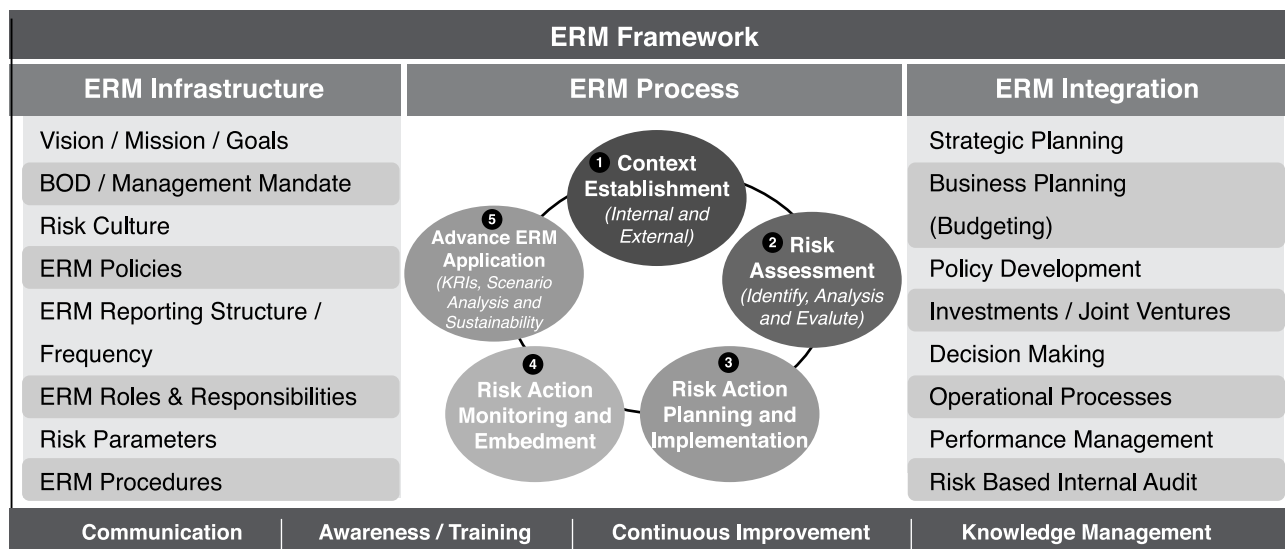 ERM Framework
ERM Infrastructure
Vision / Mission / Goals
BOD / Management Mandate
Risk Culture
ERM Policies
ERM Reporting Structure /
Frequency
ERM Roles & Responsibilities
Risk Parameters
ERM Procedures
ERM Process
1 Context
Establishment
(Internal and
External)
2 Risk
Assessment
(Identify, Analysis
and Evalute)
3
Risk Action
Planning and
Implementation
4
Risk Action
Monitoring and
Embedment
5
Advance ERM
Application
(KRIs, Scenario
Analysis and
Sustainability
ERM Integration
Strategic Planning
Business Planning
(Budgeting)
Policy Development
Investments / Joint Ventures
Decision Making
Operational Processes
Performance Management
Risk Based Internal Audit
Communication
Awareness / Training
Continuous Improvement
Knowledge Management